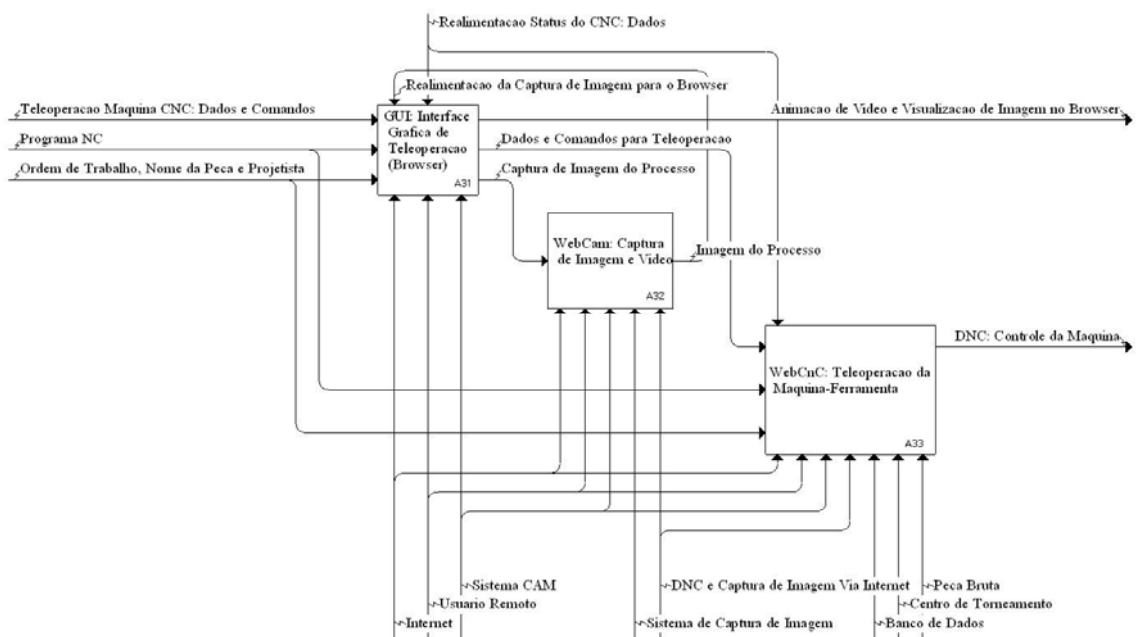 Realimentacao Status do CNC: Dados
Realimentacao da Captura de Imagem para o Browser
Teleoperacao Maquina CNC: Dados e Comandos
GUI: Interface
Grafica de
Teleoperacao
(Browser)
A31
Animacao de Video e Visualizacao de Imagem no Browser
Programa NC
Dados e Comandos para Teleoperacao
Ordem de Trabalho, Nome da Peca e Projetista
Captura de Imagem do Processo
WebCam: Captura
de Imagem e Video
A32
Imagem do Processo
WebCnC: Teleoperacao da
Maquina-Ferramenta
A33
DNC: Controle da Maquina
Sistema CAM
DNC e Captura de Imagem Via Internet
Peca Bruta
Usuario Remoto
Centro de Torneamento
Internet
Sistema de Captura de Imagem
Banco de Dados